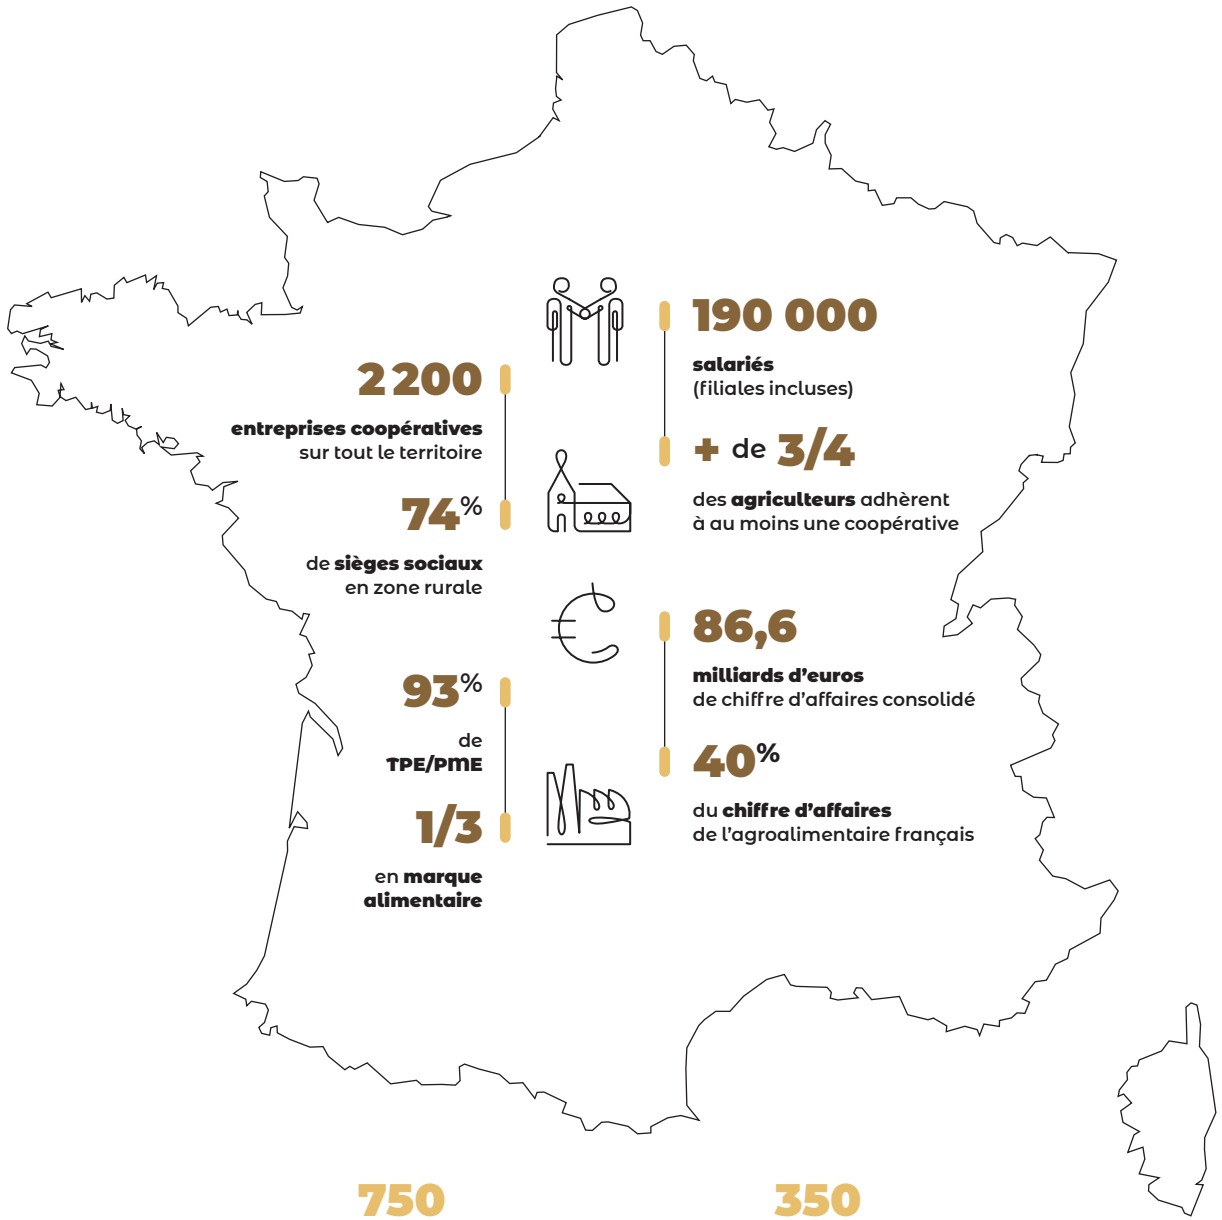 190 000
salariés
(filiales incluses)
2 200
entreprises coopératives
sur tout le territoire
+ de 3/4
des agriculteurs adhèrent
à au moins une coopérative
74%
de sièges sociaux
en zone rurale
86,6
milliards d’euros
de chiffre d’affaires consolidé
93%
de
TPE/PME
40%
du chiffre d’affaires
de l’agroalimentaire français
1/3
en marque
alimentaire
750
350